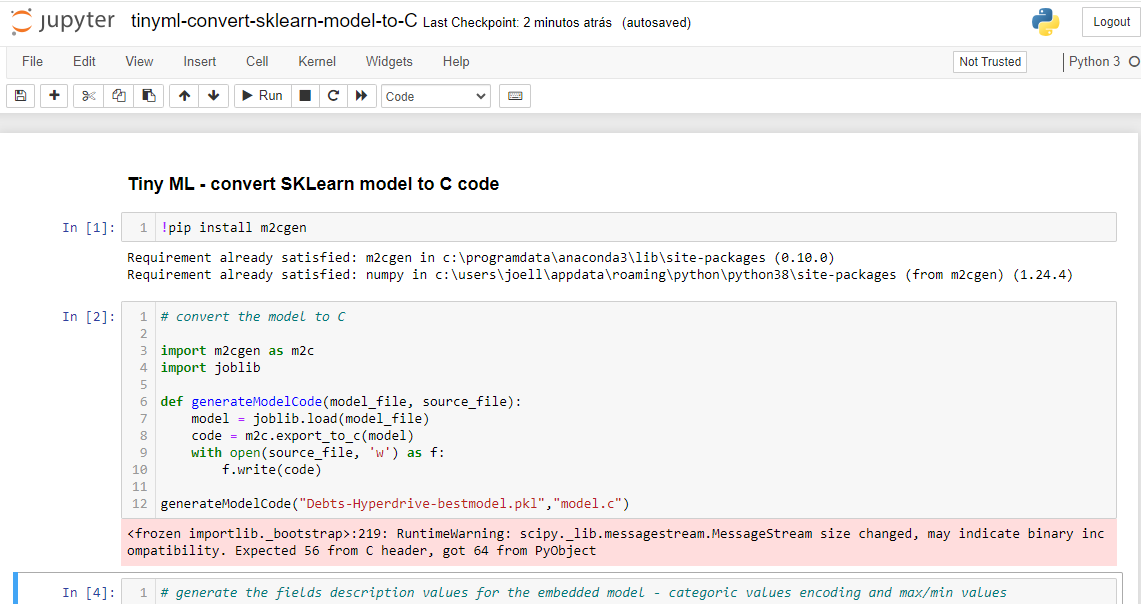 jupyter tinyml-convert-sklearn-model-to-C Last Checkpoint: 2 minutos atrás (autosaved)
Logout
File Edit View Insert Cell Kernel Widgets Help
Not Trusted
Python 3
Run
Code
Tiny ML - convert SKLearn model to C code
In [1]: 1 !pip install m2cgen
Requirement already satisfied: m2cgen in c:\programdata\anaconda3\lib\site-packages (0.10.0)
Requirement already satisfied: numpy in c:\users\joell\appdata\roaming\python\python38\site-packages (from m2cgen) (1.24.4)
In [2]: 1 # convert the model to C
2
3 import m2cgen as m2c
4 import joblib
5
6 def generateModelCode(model_file, source_file):
7     model = joblib.load(model_file)
8     code = m2c.export_to_c(model)
9     with open(source_file, 'w') as f:
10         f.write(code)
11
12 generateModelCode("Debts-Hyperdrive-bestmodel.pkl","model.c")
<frozen importlib._bootstrap>:219: RuntimeWarning: scipy._lib.messagestream.MessageStream size changed, may indicate binary inc
ompatibility. Expected 56 from C header, got 64 from PyObject
In [4]: 1 # generate the fields description values for the embedded model - categoric values encoding and max/min values